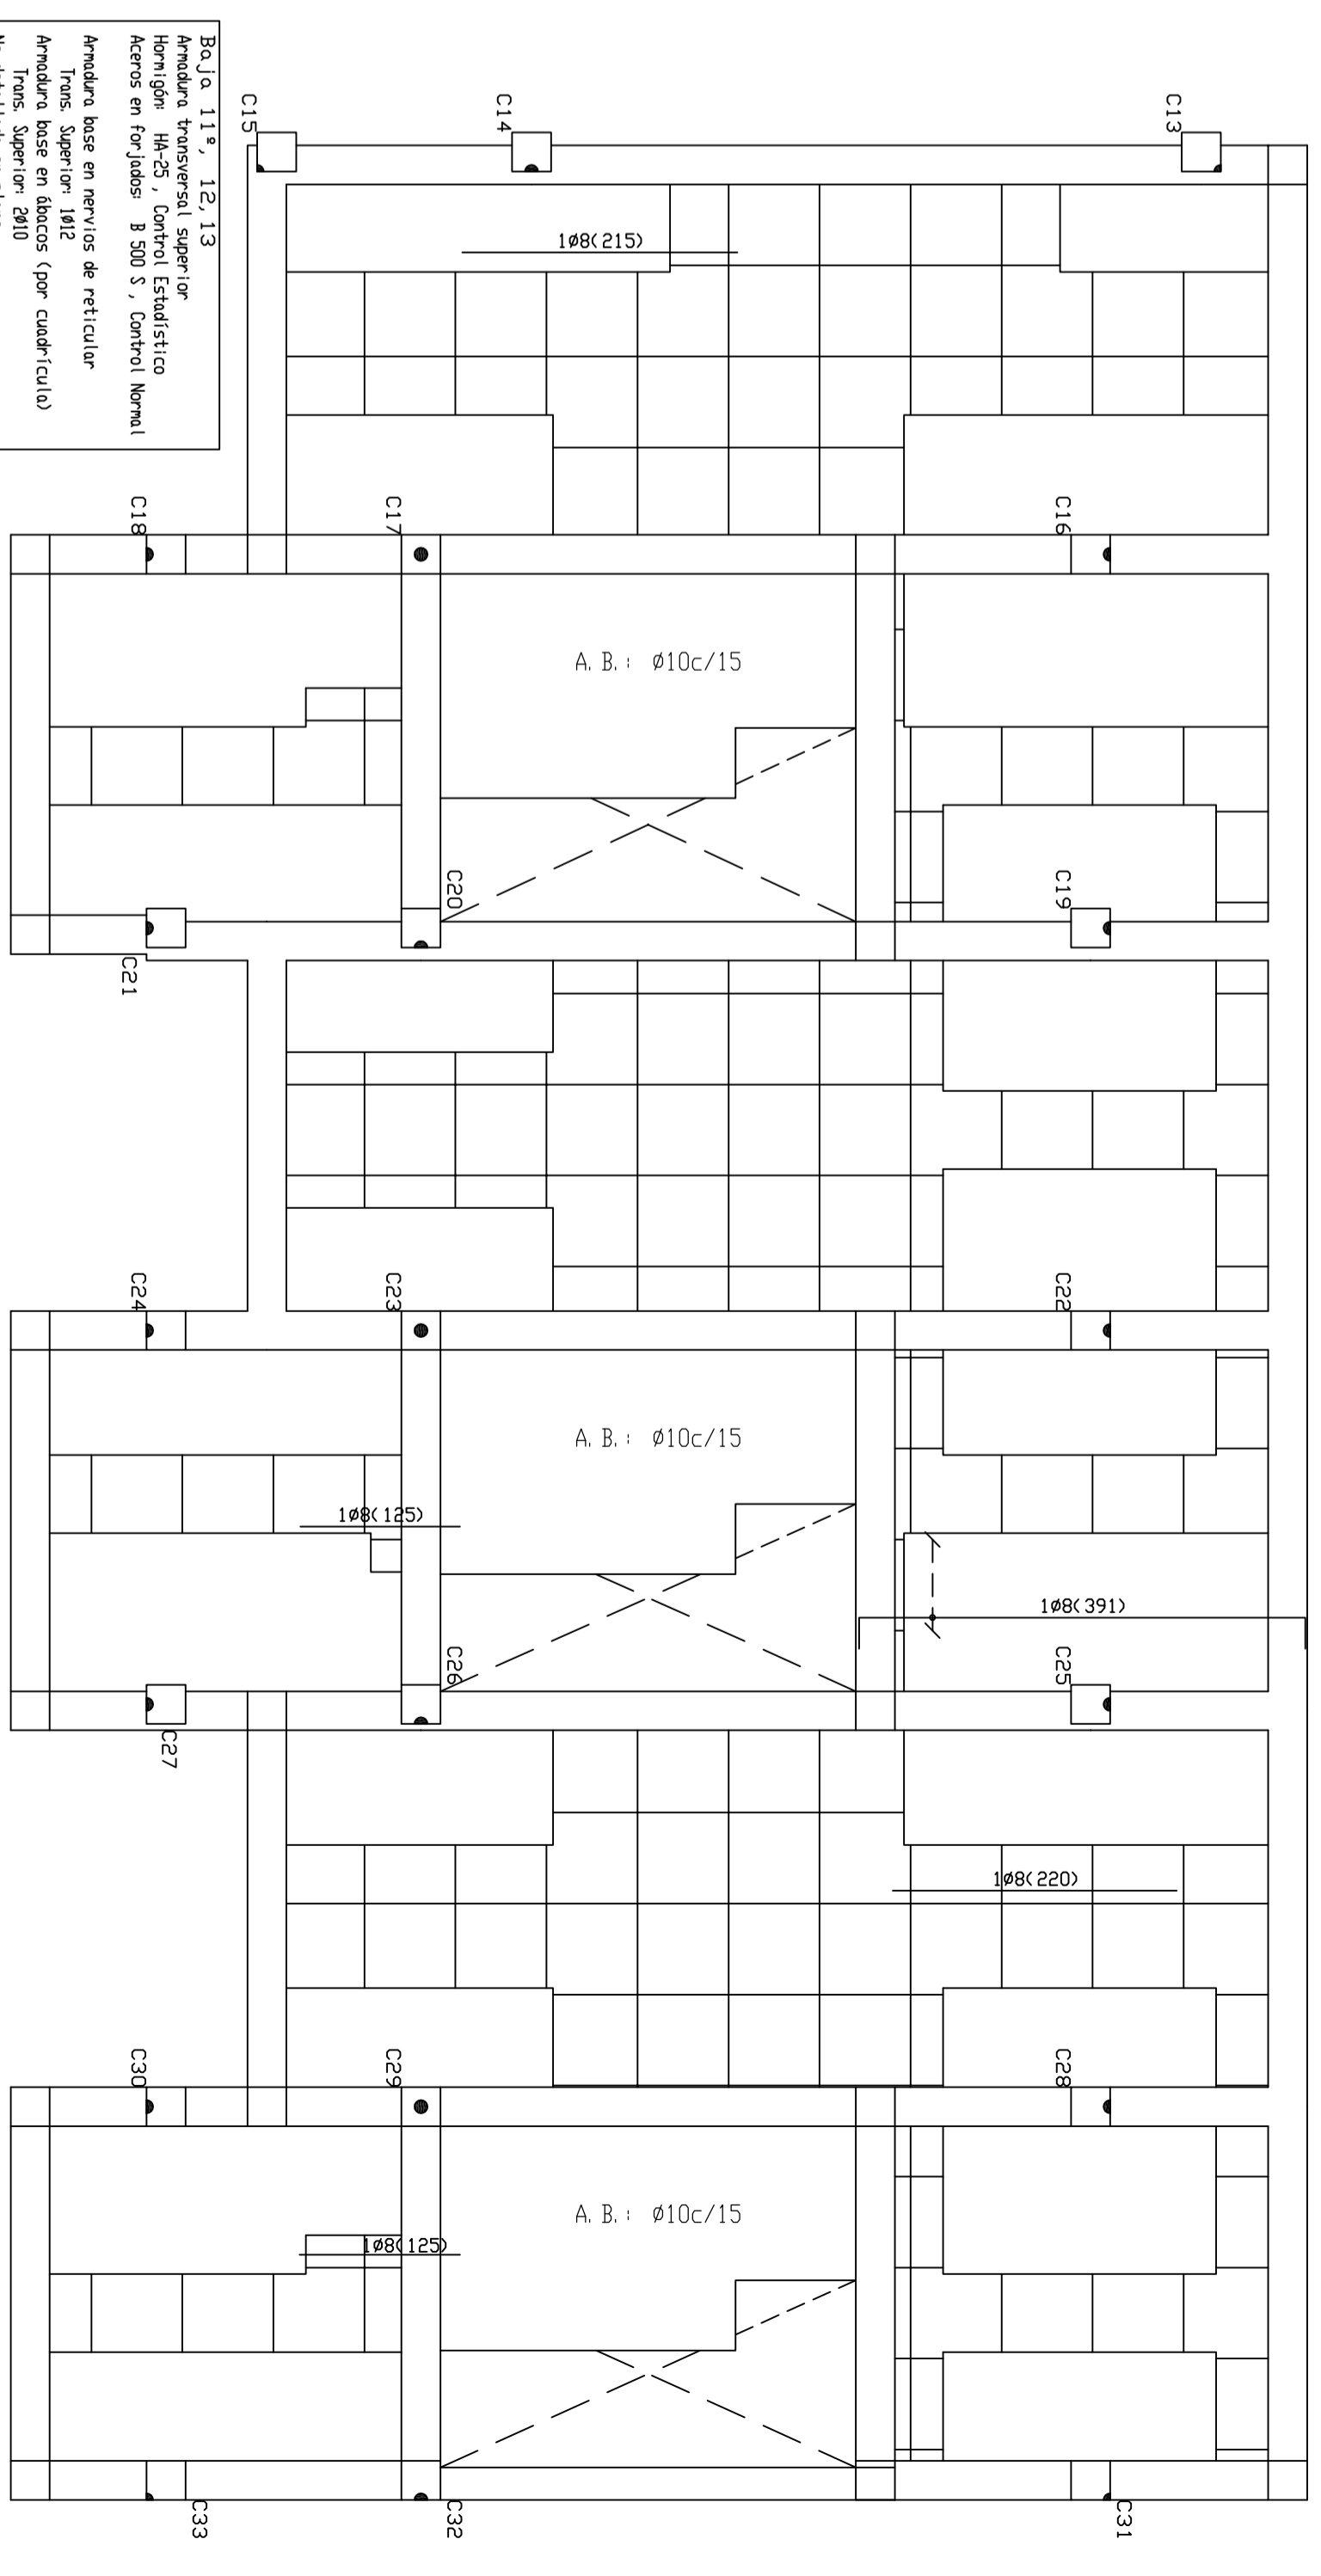 Baja 11ª, 12, 13
Armadura transversal superior
Hormigón: HA-25 , Control Estadístico
Aceros en forjados: B 500 S , Control Normal
Armadura base en nervios de reticular
Trans. Superior: 1Ø12
Armadura base en ábacos (por cuadrícula)
Trans. Superior: 2Ø10
C15
C14
C13
1Ø8(215)
C18
C17
C16
A.B.: Ø10c/15
C20
C19
C21
C24
C23
C22
A.B.: Ø10c/15
1Ø8(125)
1Ø8(391)
C26
C25
C27
1Ø8(220)
C30
C29
C28
A.B.: Ø10c/15
1Ø8(125)
C33
C32
C31